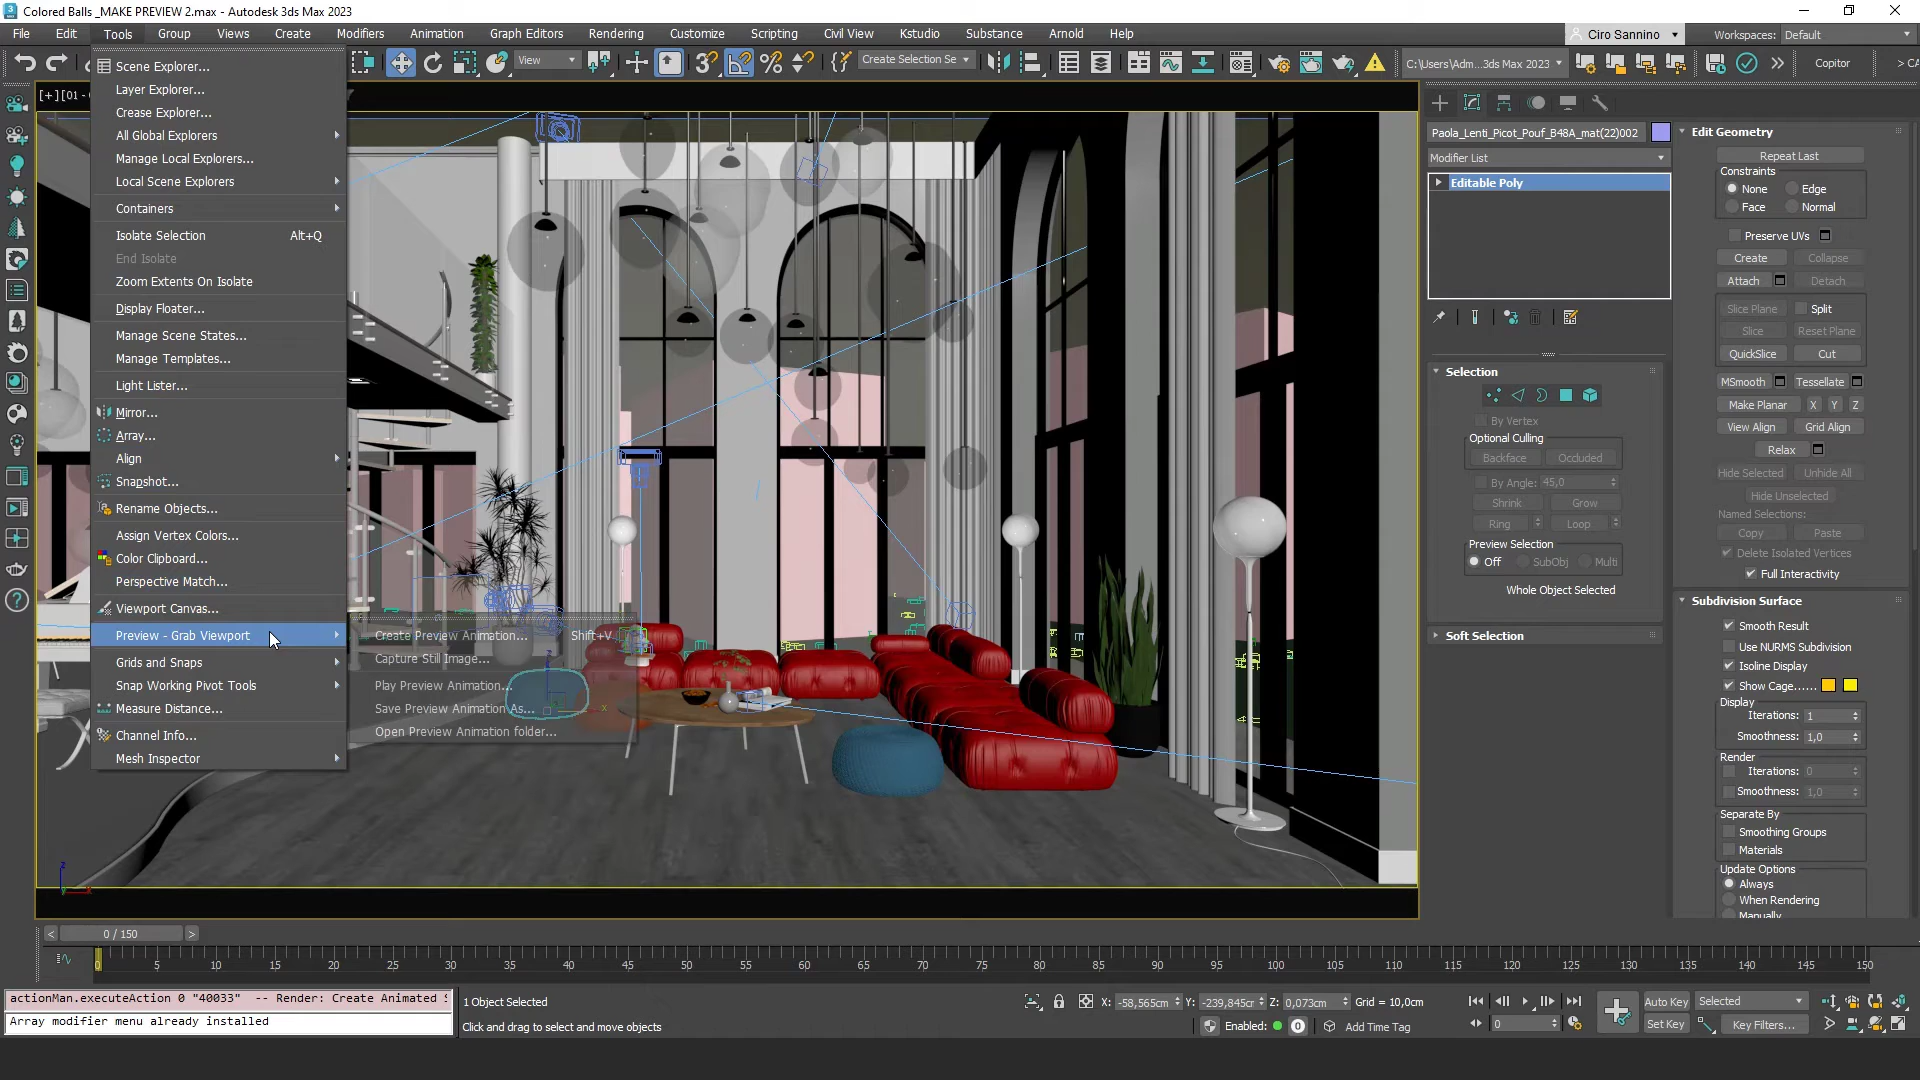 Colored Balls _MAKE PREVIEW 2.max - Autodesk 3ds Max 2023
File Edit Tools Group Views Create Modifiers Animation Graph Editors Rendering Customize Scripting Civil View Kstudio Substance Arnold Help
Ciro Sannino Workspaces: Default
View
Create Selection Se
C:\Users\Adm...3ds Max 2023
Copitor
> CA
[+][01 -
Scene Explorer...
Layer Explorer...
Crease Explorer...
All Global Explorers
Manage Local Explorers...
Local Scene Explorers
Containers
Isolate Selection Alt+Q
End Isolate
Zoom Extents On Isolate
Display Floater...
Manage Scene States...
Manage Templates...
Light Lister...
Mirror...
Array...
Align
Snapshot...
Rename Objects...
Assign Vertex Colors...
Color Clipboard...
Perspective Match...
Viewport Canvas...
Preview - Grab Viewport
Grids and Snaps
Snap Working Pivot Tools
Measure Distance...
Channel Info...
Mesh Inspector
Create Preview Animation... Shift+V
Capture Still Image...
Play Preview Animation...
Save Preview Animation As...
Open Preview Animation folder...
Paola_Lenti_Picot_Pouf_B48A_mat(22)002
Modifier List
Editable Poly
Selection
By Vertex
Optional Culling
Backface Occluded
By Angle: 45,0
Shrink Grow
Ring Loop
Preview Selection
Off SubObj Multi
Whole Object Selected
Soft Selection
Edit Geometry
Repeat Last
Constraints
None Edge
Face Normal
Preserve UVs
Create Collapse
Attach Detach
Slice Plane Split
Slice Reset Plane
QuickSlice Cut
MSmooth Tessellate
Make Planar X Y Z
View Align Grid Align
Relax
Hide Selected Unhide All
Hide Unselected
Named Selections:
Copy Paste
Delete Isolated Vertices
Full Interactivity
Subdivision Surface
Smooth Result
Use NURMS Subdivision
Isoline Display
Show Cage......
Display
Iterations: 1
Smoothness: 1,0
Render
Iterations: 0
Smoothness: 1,0
Separate By
Smoothing Groups
Materials
Update Options
Always
When Rendering
Manually
z
x
x
z
< 0 / 150 >
0 5 10 15 20 25 30 35 40 45 50 55 60 65 70 75 80 85 90 95 100 105 110 115 120 125 130 135 140 145 150
actionMan.executeAction 0 "40033" -- Render: Create Animated S
Array modifier menu already installed
1 Object Selected
Click and drag to select and move objects
X: -58,565cm Y: -239,845cm Z: 0,073cm Grid = 10,0cm
Enabled: 0 Add Time Tag
0
Auto Key Selected
Set Key Key Filters...